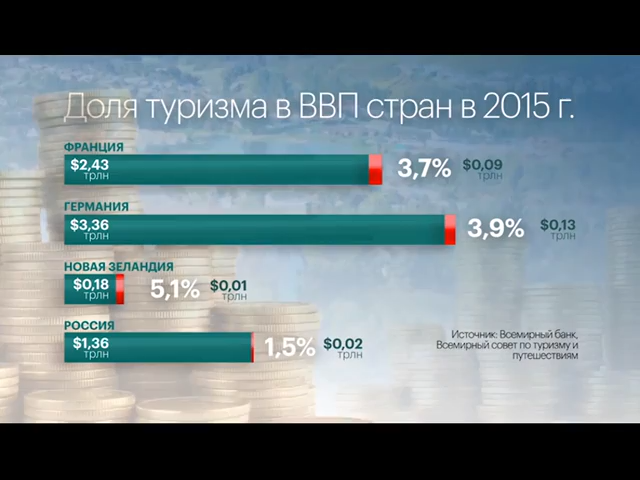 Доля туризма в ВВП стран в 2015 г.
ФРАНЦИЯ
$2,43 трлн 3,7% $0,09 трлн
ГЕРМАНИЯ
$3,36 трлн 3,9% $0,13 трлн
НОВАЯ ЗЕЛАНДИЯ
$0,18 трлн 5,1% $0,01 трлн
РОССИЯ
$1,36 трлн 1,5% $0,02 трлн
Источник: Всемирный банк,
Всемирный совет по туризму и
путешествиям